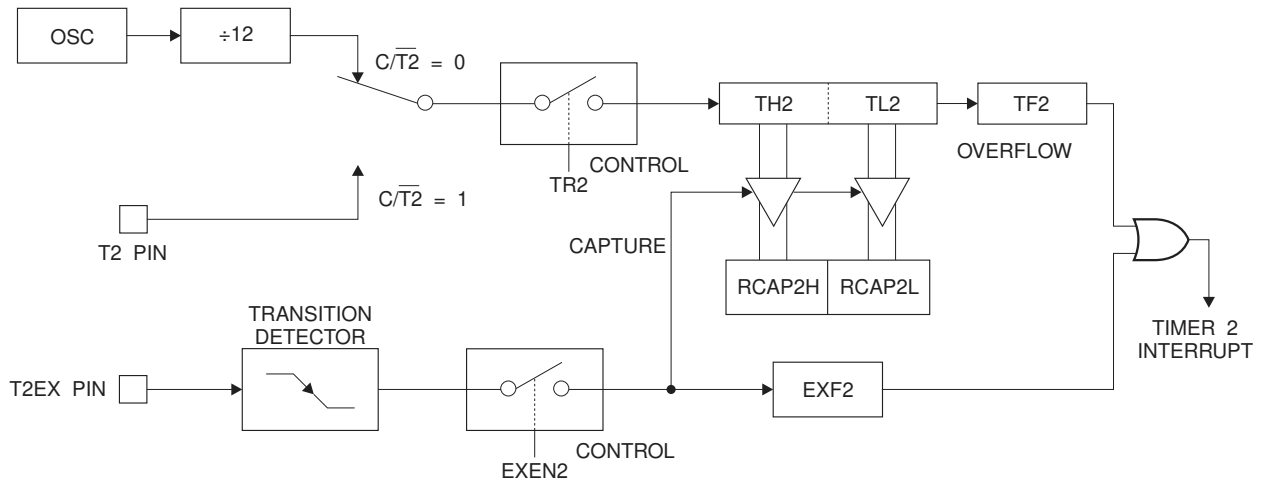 OSC
÷12
C/T2̅ = 0
TH2
TL2
TF2
OVERFLOW
CONTROL
TR2
C/T2̅ = 1
T2 PIN
CAPTURE
RCAP2H
RCAP2L
TRANSITION
DETECTOR
TIMER 2
INTERRUPT
T2EX PIN
EXF2
CONTROL
EXEN2